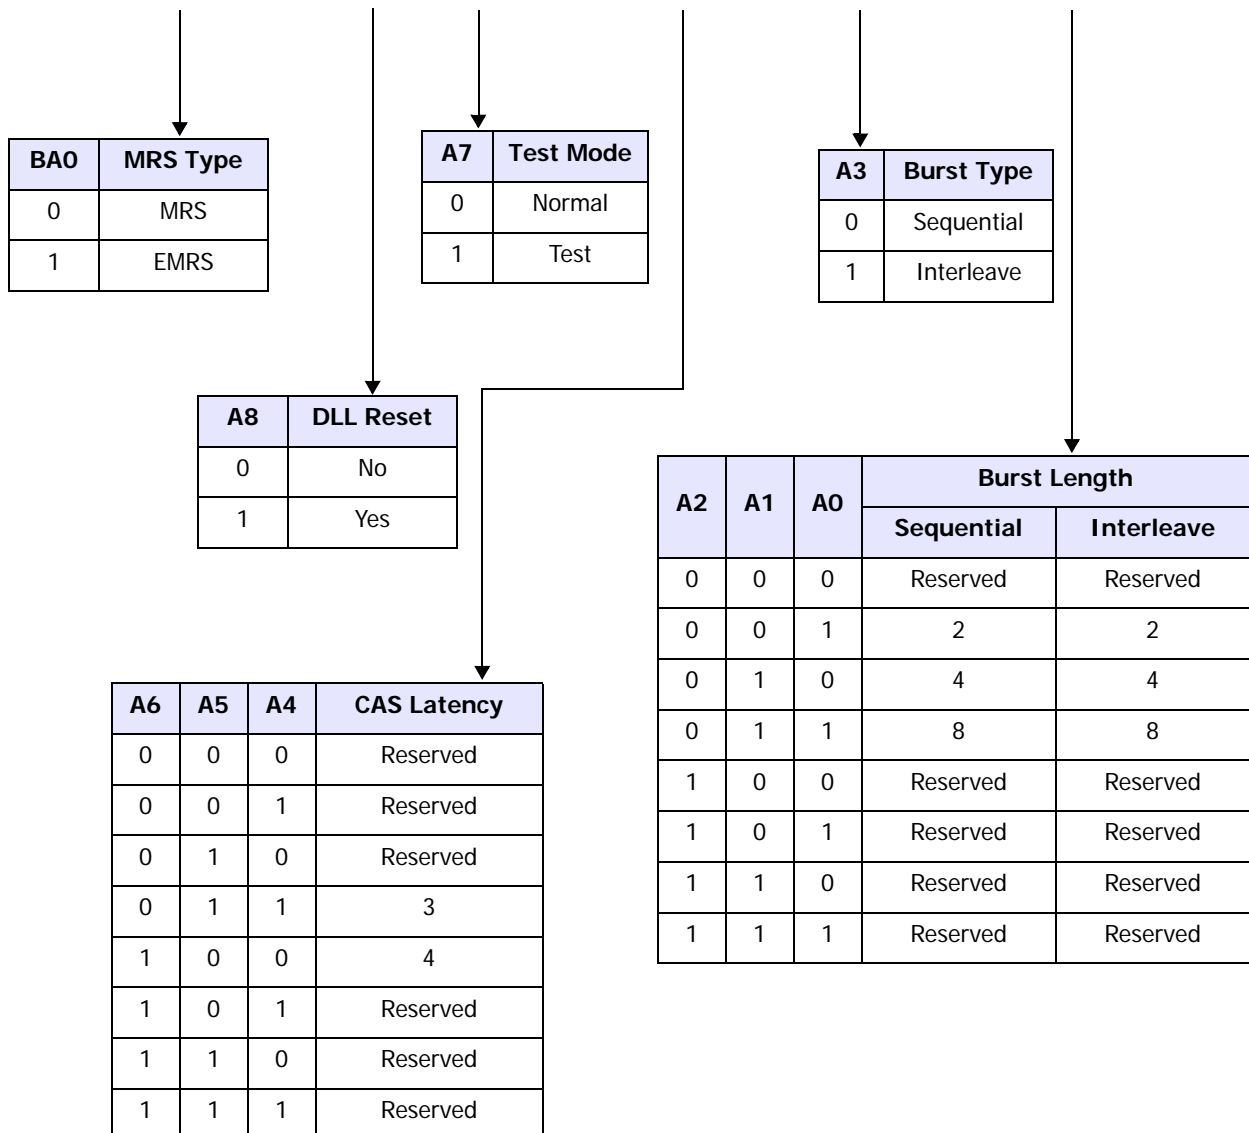 BA0 MRS Type
0 MRS
1 EMRS
A7 Test Mode
0 Normal
1 Test
A3 Burst Type
0 Sequential
1 Interleave
A8 DLL Reset
0 No
1 Yes
A2 A1 A0 Burst Length
Sequential Interleave
0 0 0 Reserved Reserved
0 0 1 2 2
0 1 0 4 4
0 1 1 8 8
1 0 0 Reserved Reserved
1 0 1 Reserved Reserved
1 1 0 Reserved Reserved
1 1 1 Reserved Reserved
A6 A5 A4 CAS Latency
0 0 0 Reserved
0 0 1 Reserved
0 1 0 Reserved
0 1 1 3
1 0 0 4
1 0 1 Reserved
1 1 0 Reserved
1 1 1 Reserved